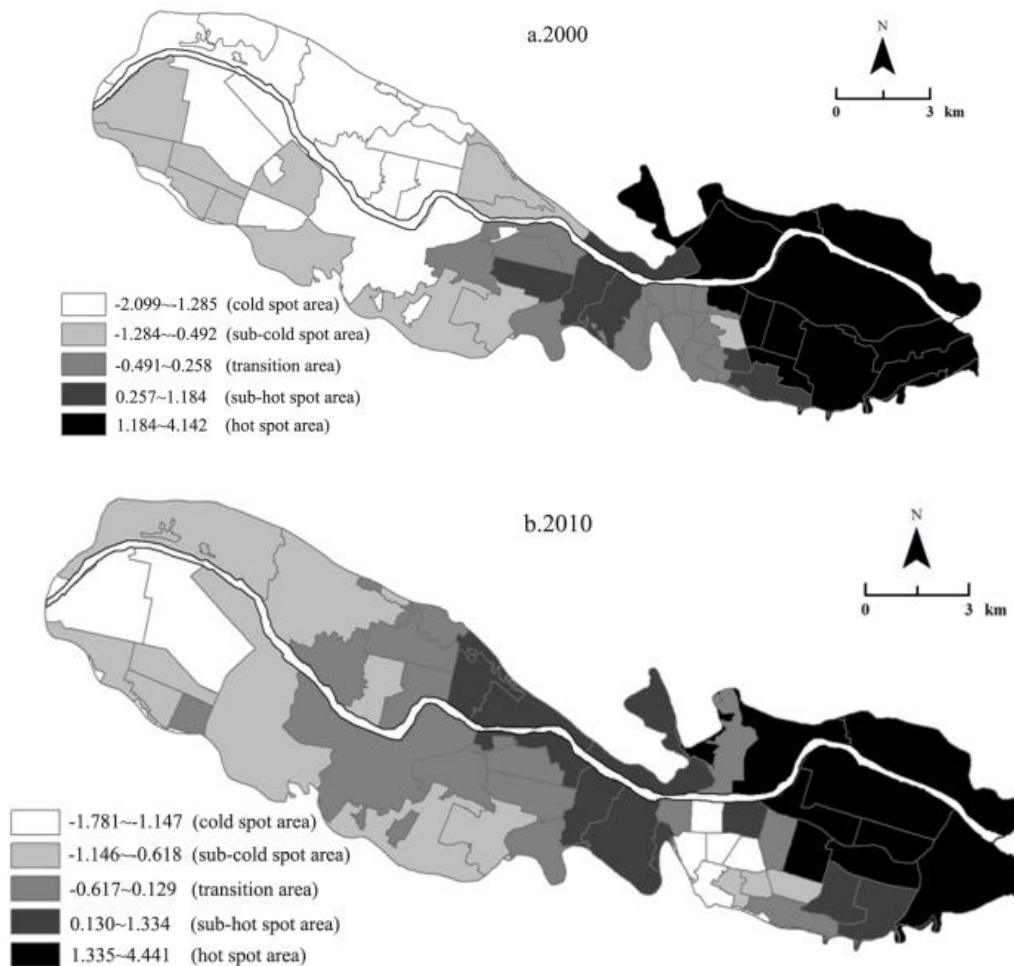 a.2000
N
0 3 km
-2.099~-1.285 (cold spot area)
-1.284~-0.492 (sub-cold spot area)
-0.491~0.258 (transition area)
0.257~1.184 (sub-hot spot area)
1.184~4.142 (hot spot area)
b.2010
N
0 3 km
-1.781~-1.147 (cold spot area)
-1.146~-0.618 (sub-cold spot area)
-0.617~0.129 (transition area)
0.130~1.334 (sub-hot spot area)
1.335~4.441 (hot spot area)